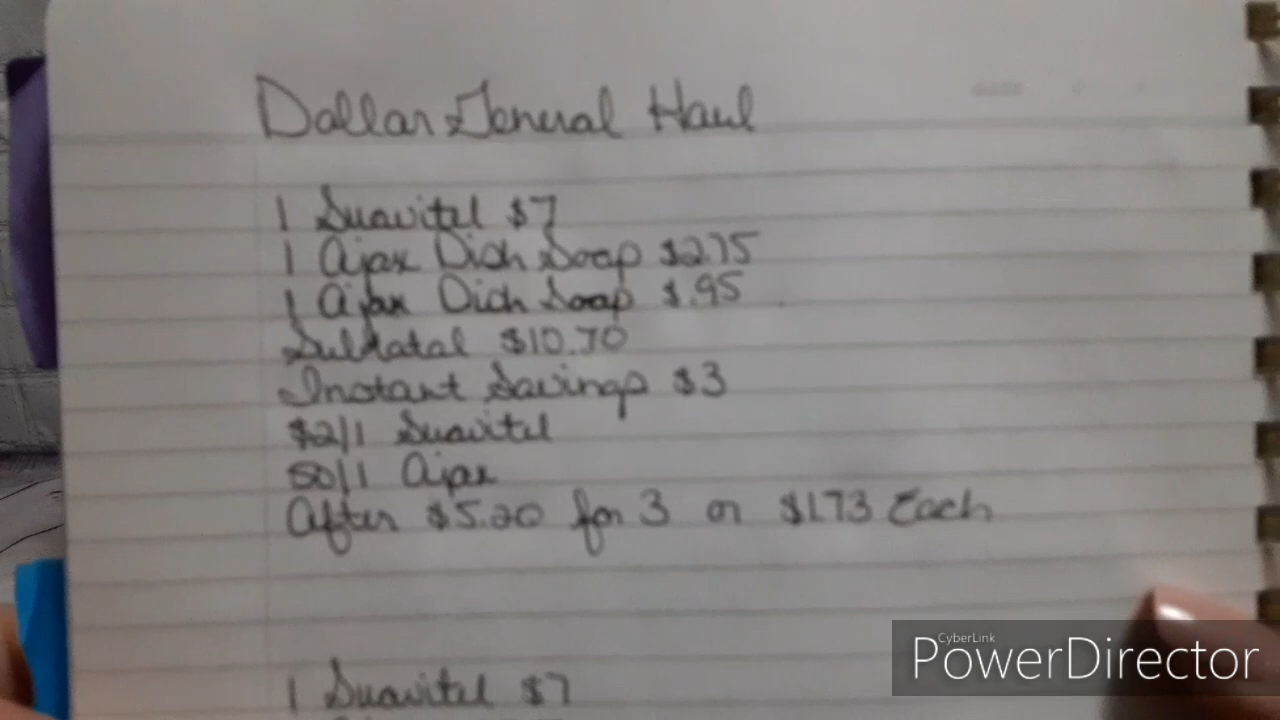 Dollar General Haul
1 Suavitel $7
1 Ajax Dish Soap $2.75
1 Ajax Dish Soap $.95
Subtotal $10.70
Instant Savings $3
$2/1 Suavitel
50/1 Ajax
After $5.20 for 3 or $1.73 Each
1 Suavitel $7
CyberLink
PowerDirector